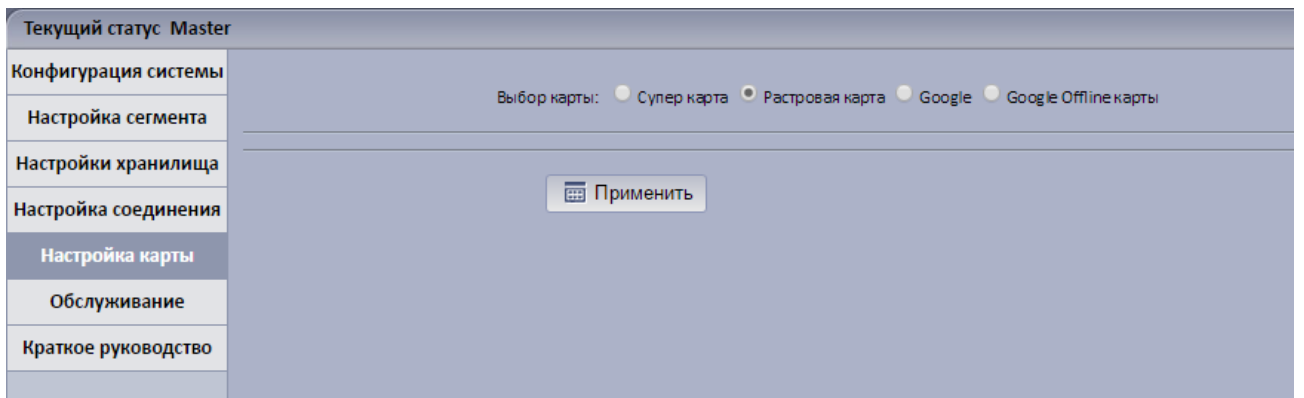 Текущий статус Master
Конфигурация системы
Настройка сегмента
Настройки хранилища
Настройка соединения
Настройка карты
Обслуживание
Краткое руководство
Выбор карты: Супер карта Растровая карта Google Google Offline карты
Применить